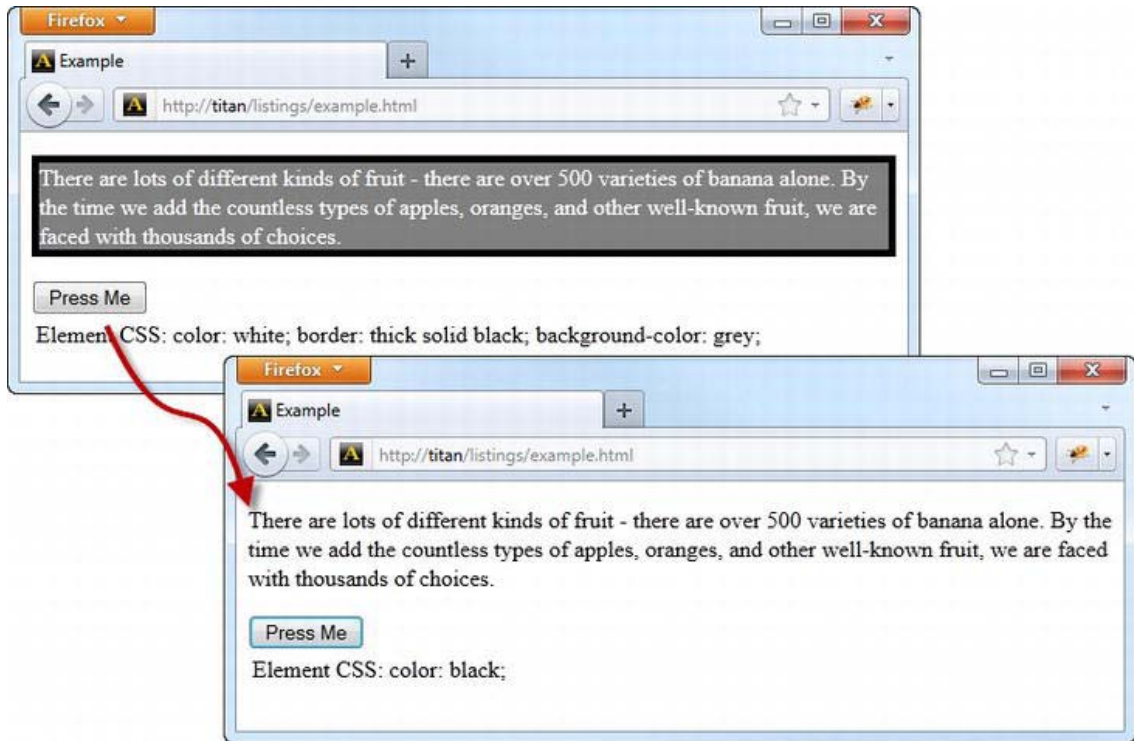 Firefox
A Example
A http://titan/listings/example.html
There are lots of different kinds of fruit - there are over 500 varieties of banana alone. By
the time we add the countless types of apples, oranges, and other well-known fruit, we are
faced with thousands of choices.
Press Me
Element CSS: color: white; border: thick solid black; background-color: grey;
Firefox
A Example
A http://titan/listings/example.html
There are lots of different kinds of fruit - there are over 500 varieties of banana alone. By the
time we add the countless types of apples, oranges, and other well-known fruit, we are faced
with thousands of choices.
Press Me
Element CSS: color: black;